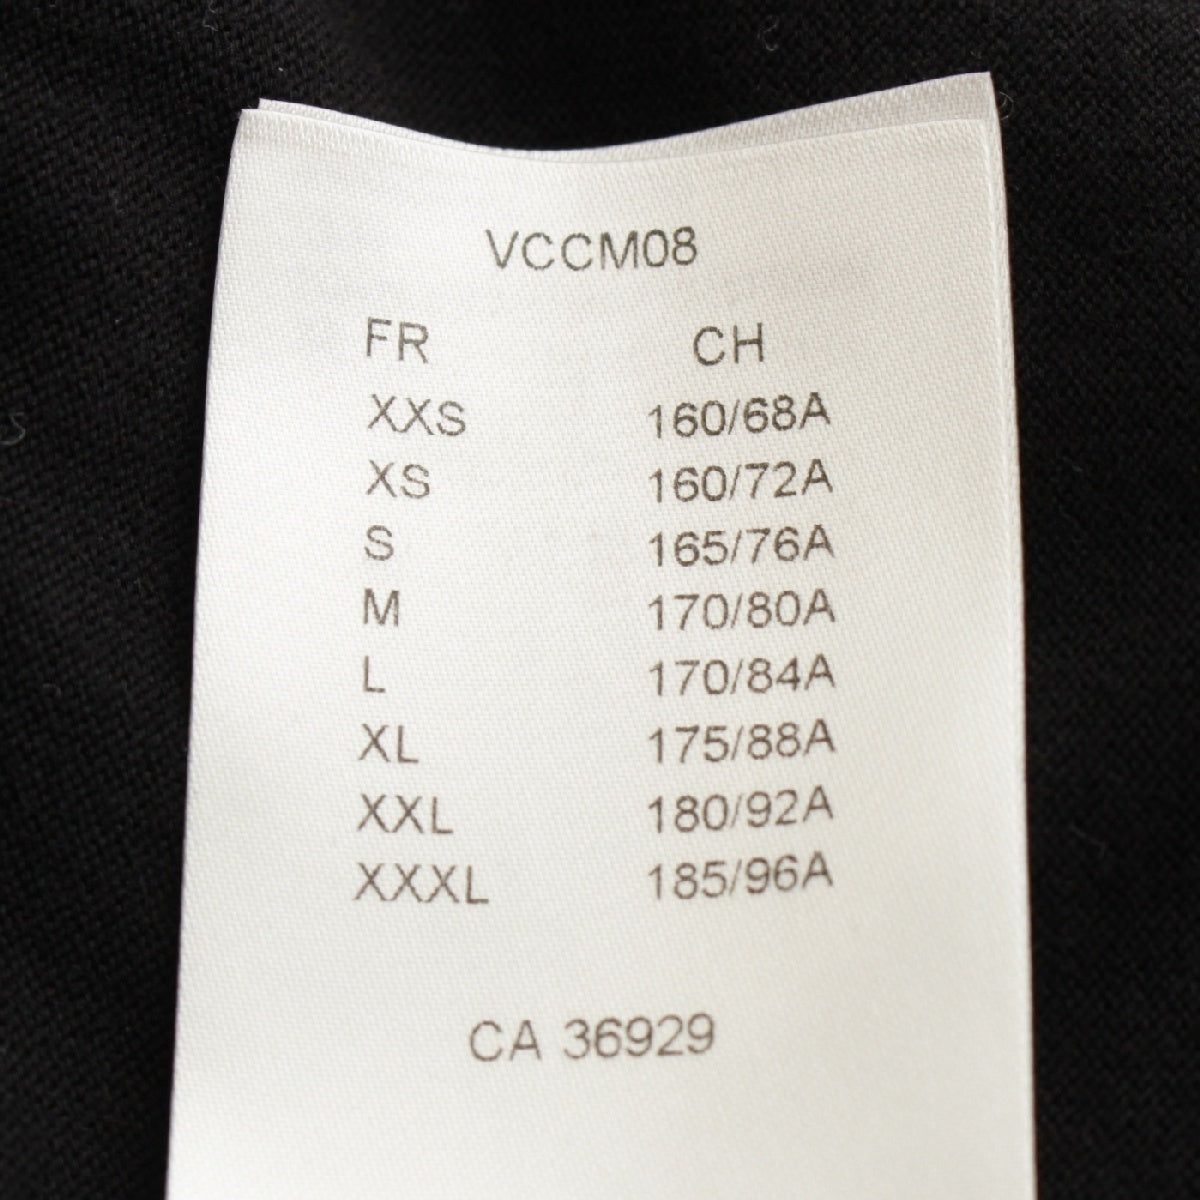 VCCM08
FR CH
XXS 160/68A
XS 160/72A
S 165/76A
M 170/80A
L 170/84A
XL 175/88A
XXL 180/92A
XXXL 185/96A
CA 36929